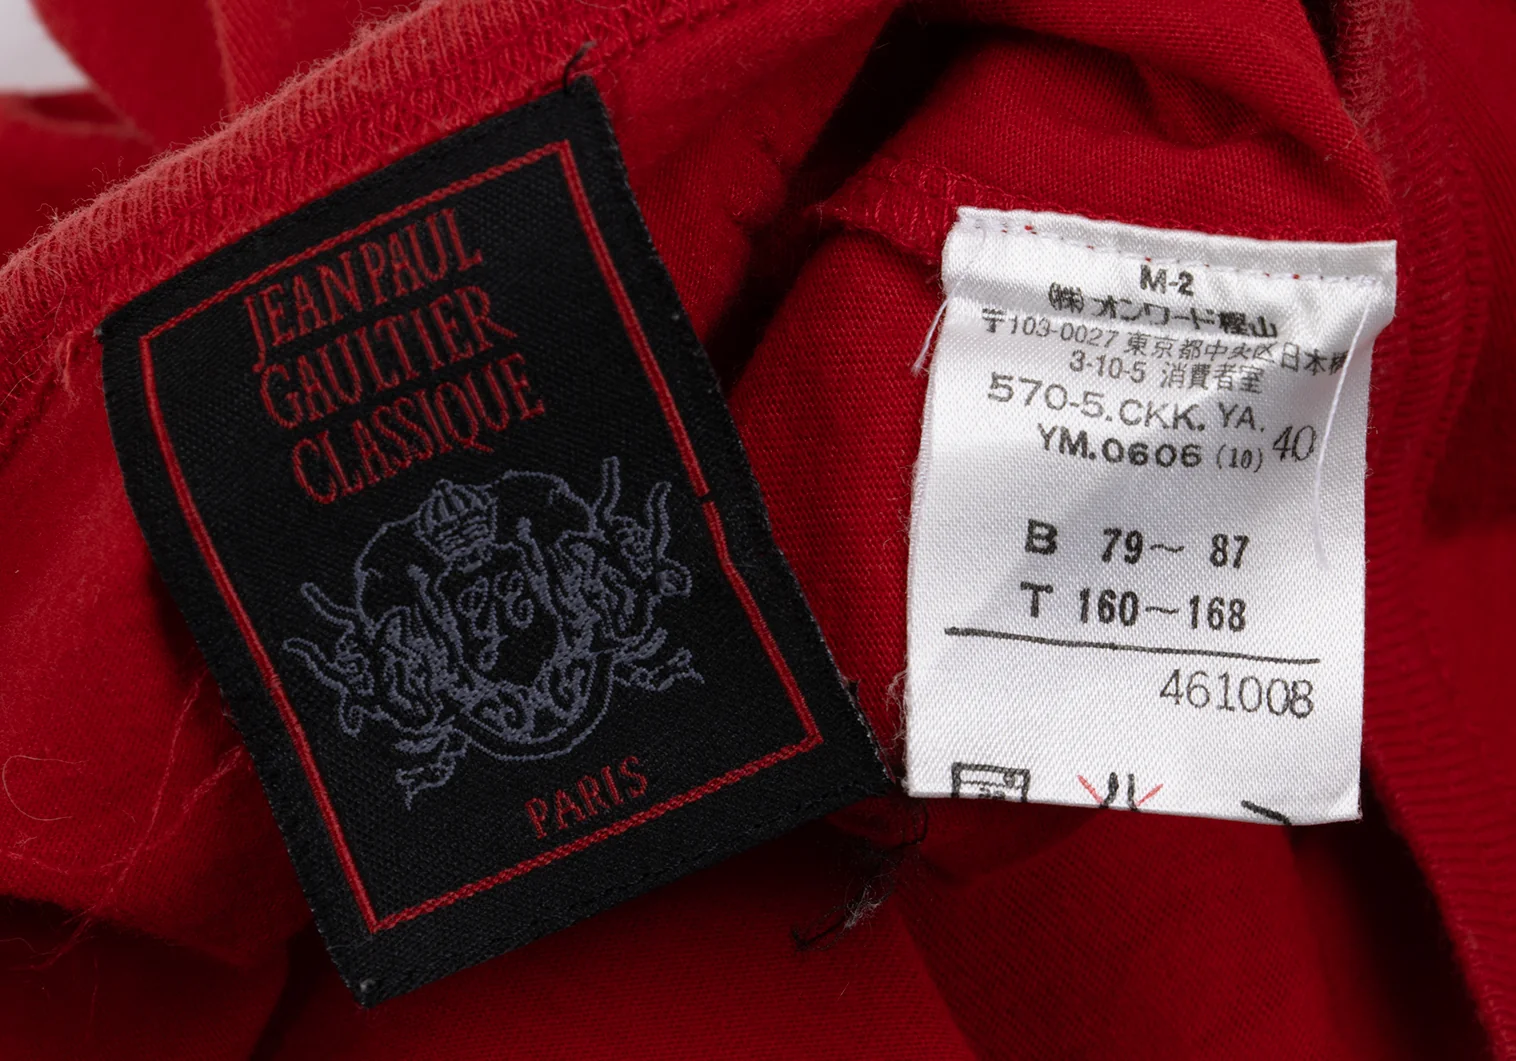 JEAN PAUL
GAULTIER
CLASSIQUE
PARIS
M-2
(株)オンワード樫山
〒103-0027 東京都中央区日本橋
3-10-5 消費者室
570-5.CKK. YA.
YM.0606 (10) 40
B 79~ 87
T 160~168
461008